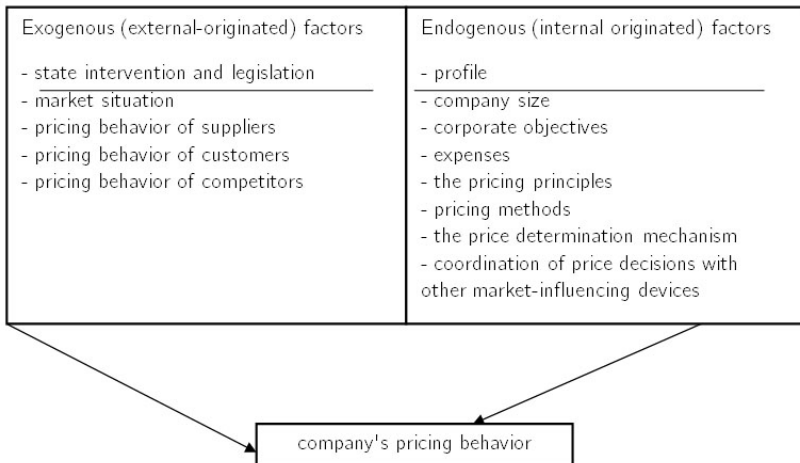 Exogenous (external-originated) factors
- state intervention and legislation
- market situation
- pricing behavior of suppliers
- pricing behavior of customers
- pricing behavior of competitors
Endogenous (internal originated) factors
- profile
- company size
- corporate objectives
- expenses
- the pricing principles
- pricing methods
- the price determination mechanism
- coordination of price decisions with
other market-influencing devices
company's pricing behavior